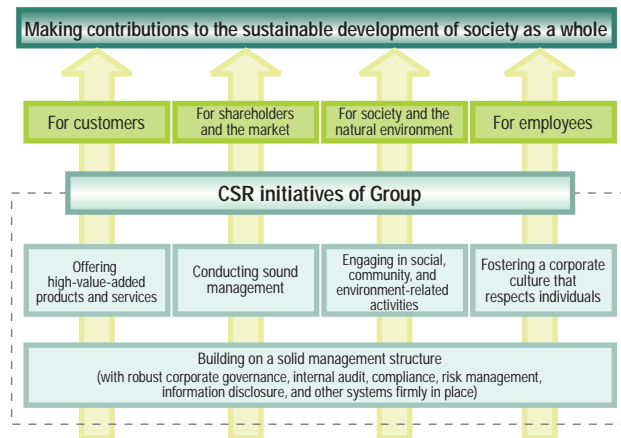 Making contributions to the sustainable development of society as a whole
For customers
For shareholders
and the market
For society and the
natural environment
For employees
CSR initiatives of Group
Offering
high-value-added
products and services
Conducting sound
management
Engaging in social,
community, and
environment-related
activities
Fostering a corporate
culture that
respects individuals
Building on a solid management structure
(with robust corporate governance, internal audit, compliance, risk management,
information disclosure, and other systems firmly in place)